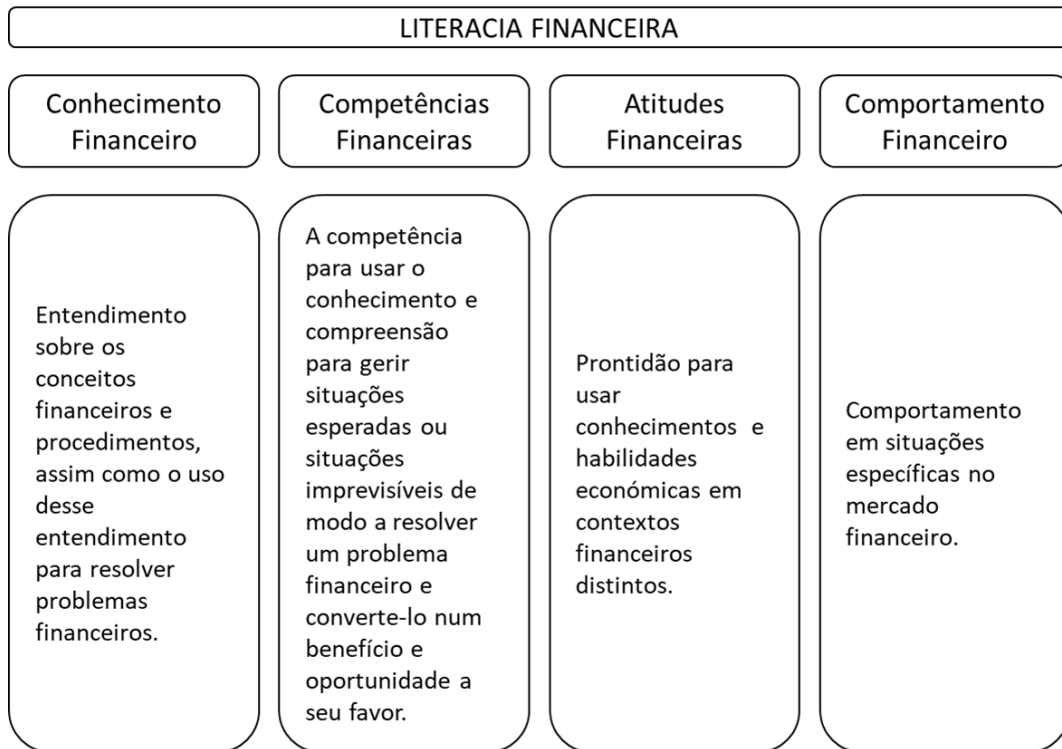 LITERACIA FINANCEIRA
Conhecimento
Financeiro
Competências
Financeiras
Atitudes
Financeiras
Comportamento
Financeiro
Entendimento
sobre os
conceitos
financeiros e
procedimentos,
assim como o uso
desse
entendimento
para resolver
problemas
financeiros.
A competência
para usar o
conhecimento e
compreensão
para gerir
situações
esperadas ou
situações
imprevisíveis de
modo a resolver
um problema
financeiro e
converte-lo num
benefício e
oportunidade a
seu favor.
Prontidão para
usar
conhecimentos e
habilidades
económicas em
contextos
financeiros
distintos.
Comportamento
em situações
específicas no
mercado
financeiro.